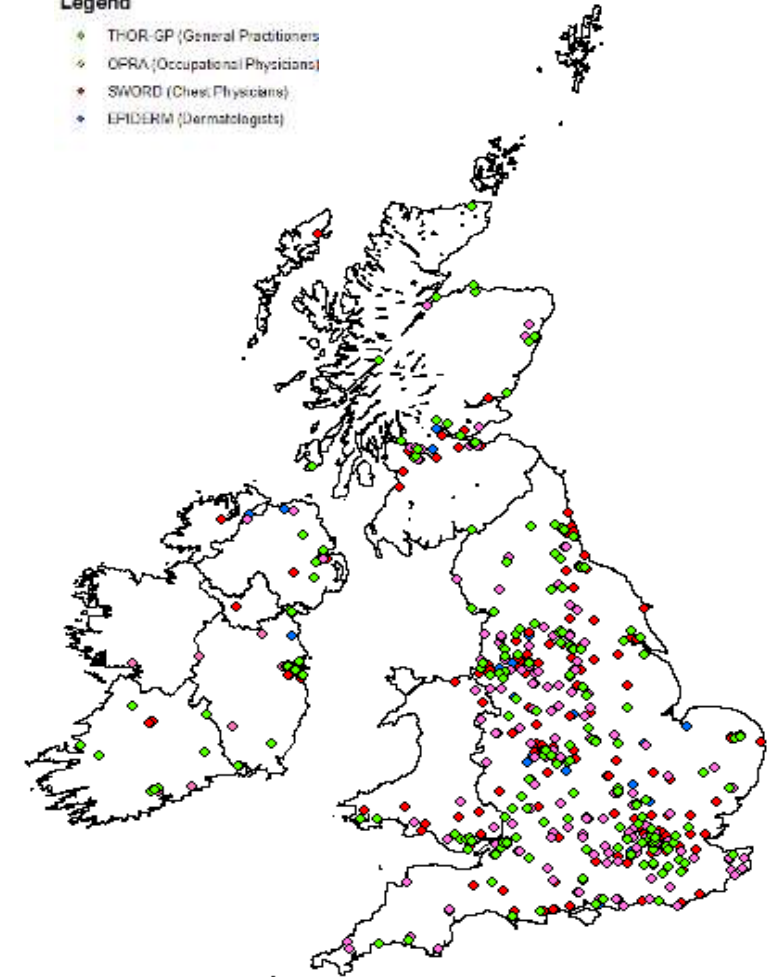 Legend
THOR-GP (General Practitioners
OPRA (Occupational Physicians)
SWORD (Chest Physicians)
EPIDERM (Dermatologists)